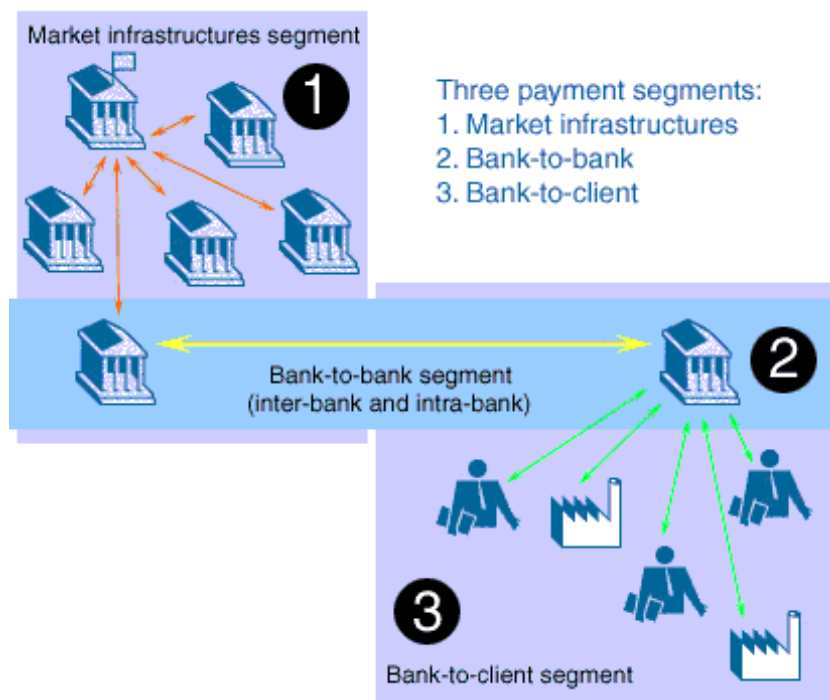 Market infrastructures segment
1
Three payment segments:
1. Market infrastructures
2. Bank-to-bank
3. Bank-to-client
2
Bank-to-bank segment
(inter-bank and intra-bank)
3
Bank-to-client segment